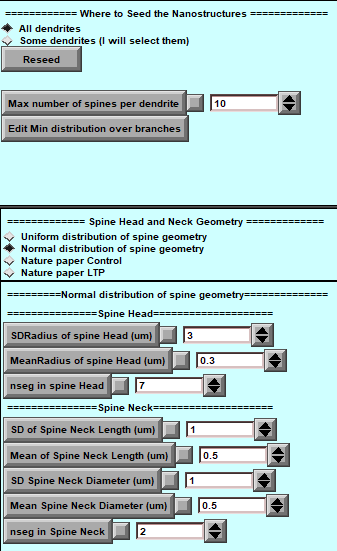 ============ Where to Seed the Nanostructures =============
All dendrites
Some dendrites (I will select them)
Reseed
Max number of spines per dendrite 10
Edit Min distribution over branches
============= Spine Head and Neck Geometry =============
Uniform distribution of spine geometry
Normal distribution of spine geometry
Nature paper Control
Nature paper LTP
=========Normal distribution of spine geometry==============
===============Spine Head====================
SDRadius of spine Head (um) 3
MeanRadius of spine Head (um) 0.3
nseg in spine Head 7
===============Spine Neck====================
SD of Spine Neck Length (um) 1
Mean of Spine Neck Length (um) 0.5
SD Spine Neck Diameter (um) 1
Mean Spine Neck Diameter (um) 0.5
nseg in Spine Neck 2